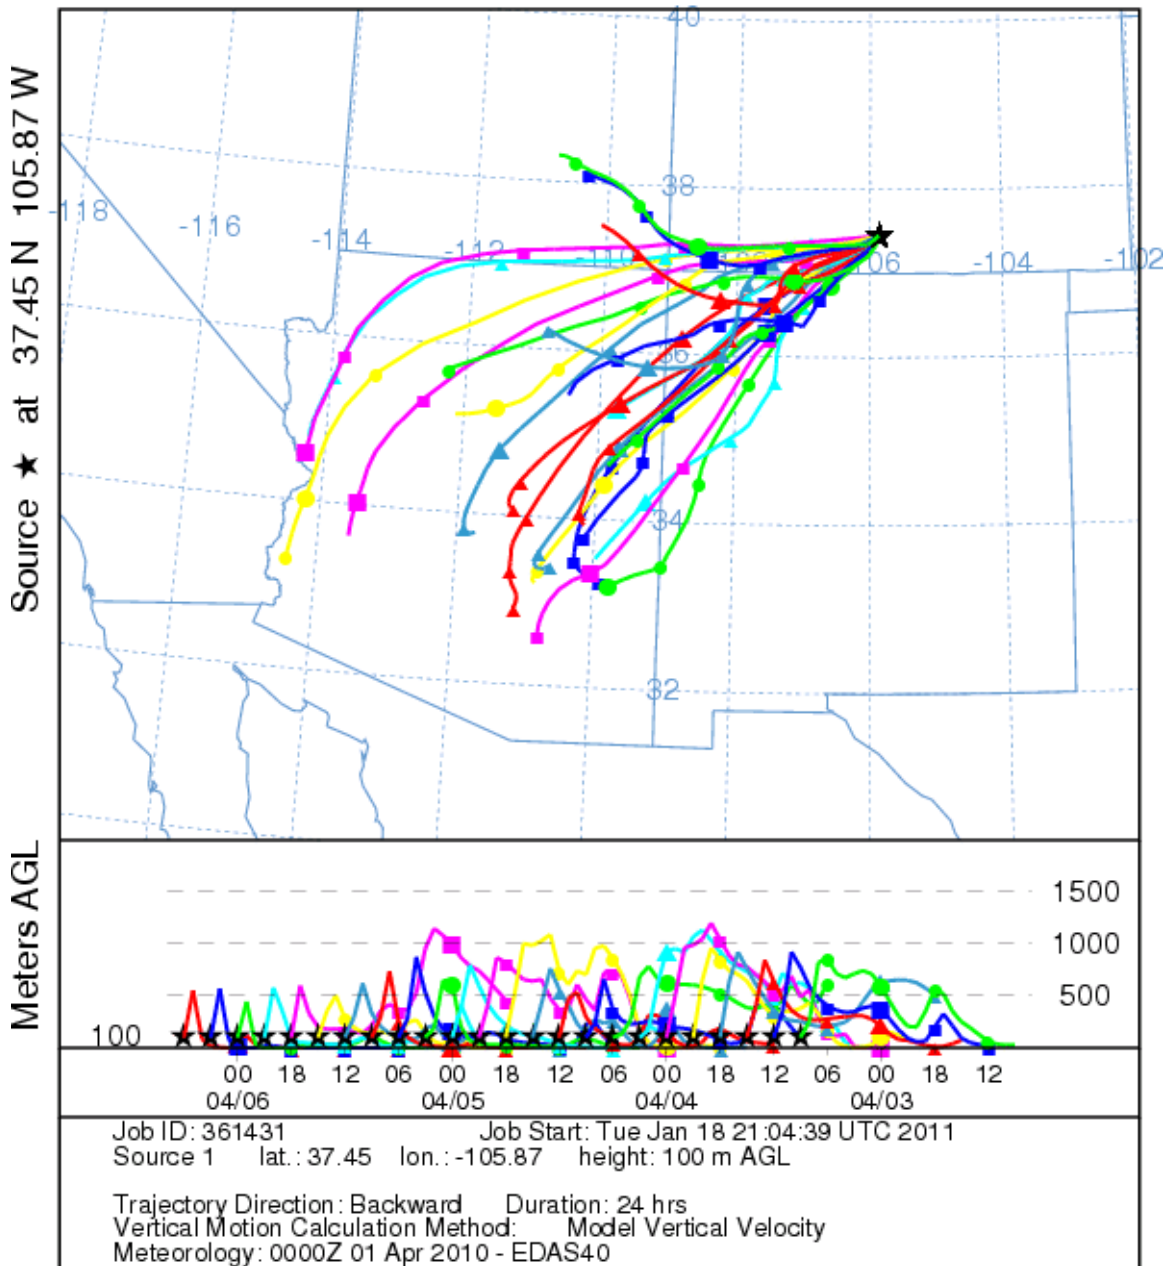 Source ★ at 37.45 N 105.87 W
40
38
-118
-116
-114
-112
-110
-108
-106
-104
-102
36
34
32
Meters AGL
1500
1000
500
100
00 18 12 06 00 18 12 06 00 18 12 06 00 18 12
04/06 04/05 04/04 04/03
Job ID: 361431 Job Start: Tue Jan 18 21:04:39 UTC 2011
Source 1 lat.: 37.45 lon.: -105.87 height: 100 m AGL
Trajectory Direction: Backward Duration: 24 hrs
Vertical Motion Calculation Method: Model Vertical Velocity
Meteorology: 0000Z 01 Apr 2010 - EDAS40